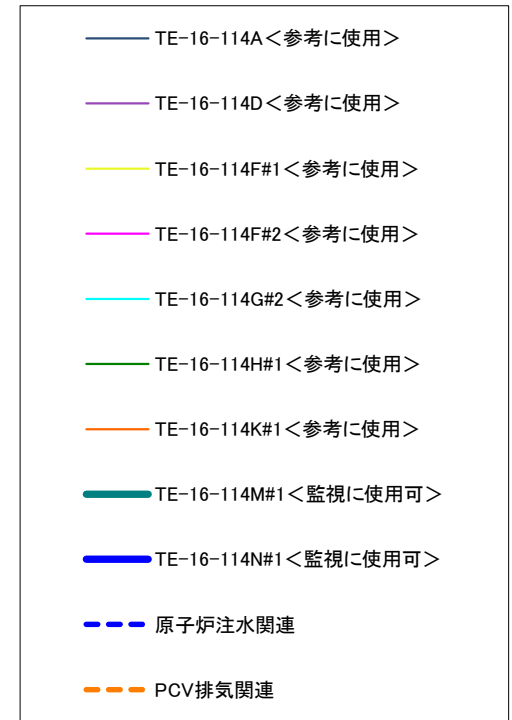 TE-16-114A＜参考に使用＞
TE-16-114D＜参考に使用＞
TE-16-114F#1＜参考に使用＞
TE-16-114F#2＜参考に使用＞
TE-16-114G#2＜参考に使用＞
TE-16-114H#1＜参考に使用＞
TE-16-114K#1＜参考に使用＞
TE-16-114M#1＜監視に使用可＞
TE-16-114N#1＜監視に使用可＞
原子炉注水関連
PCV排気関連